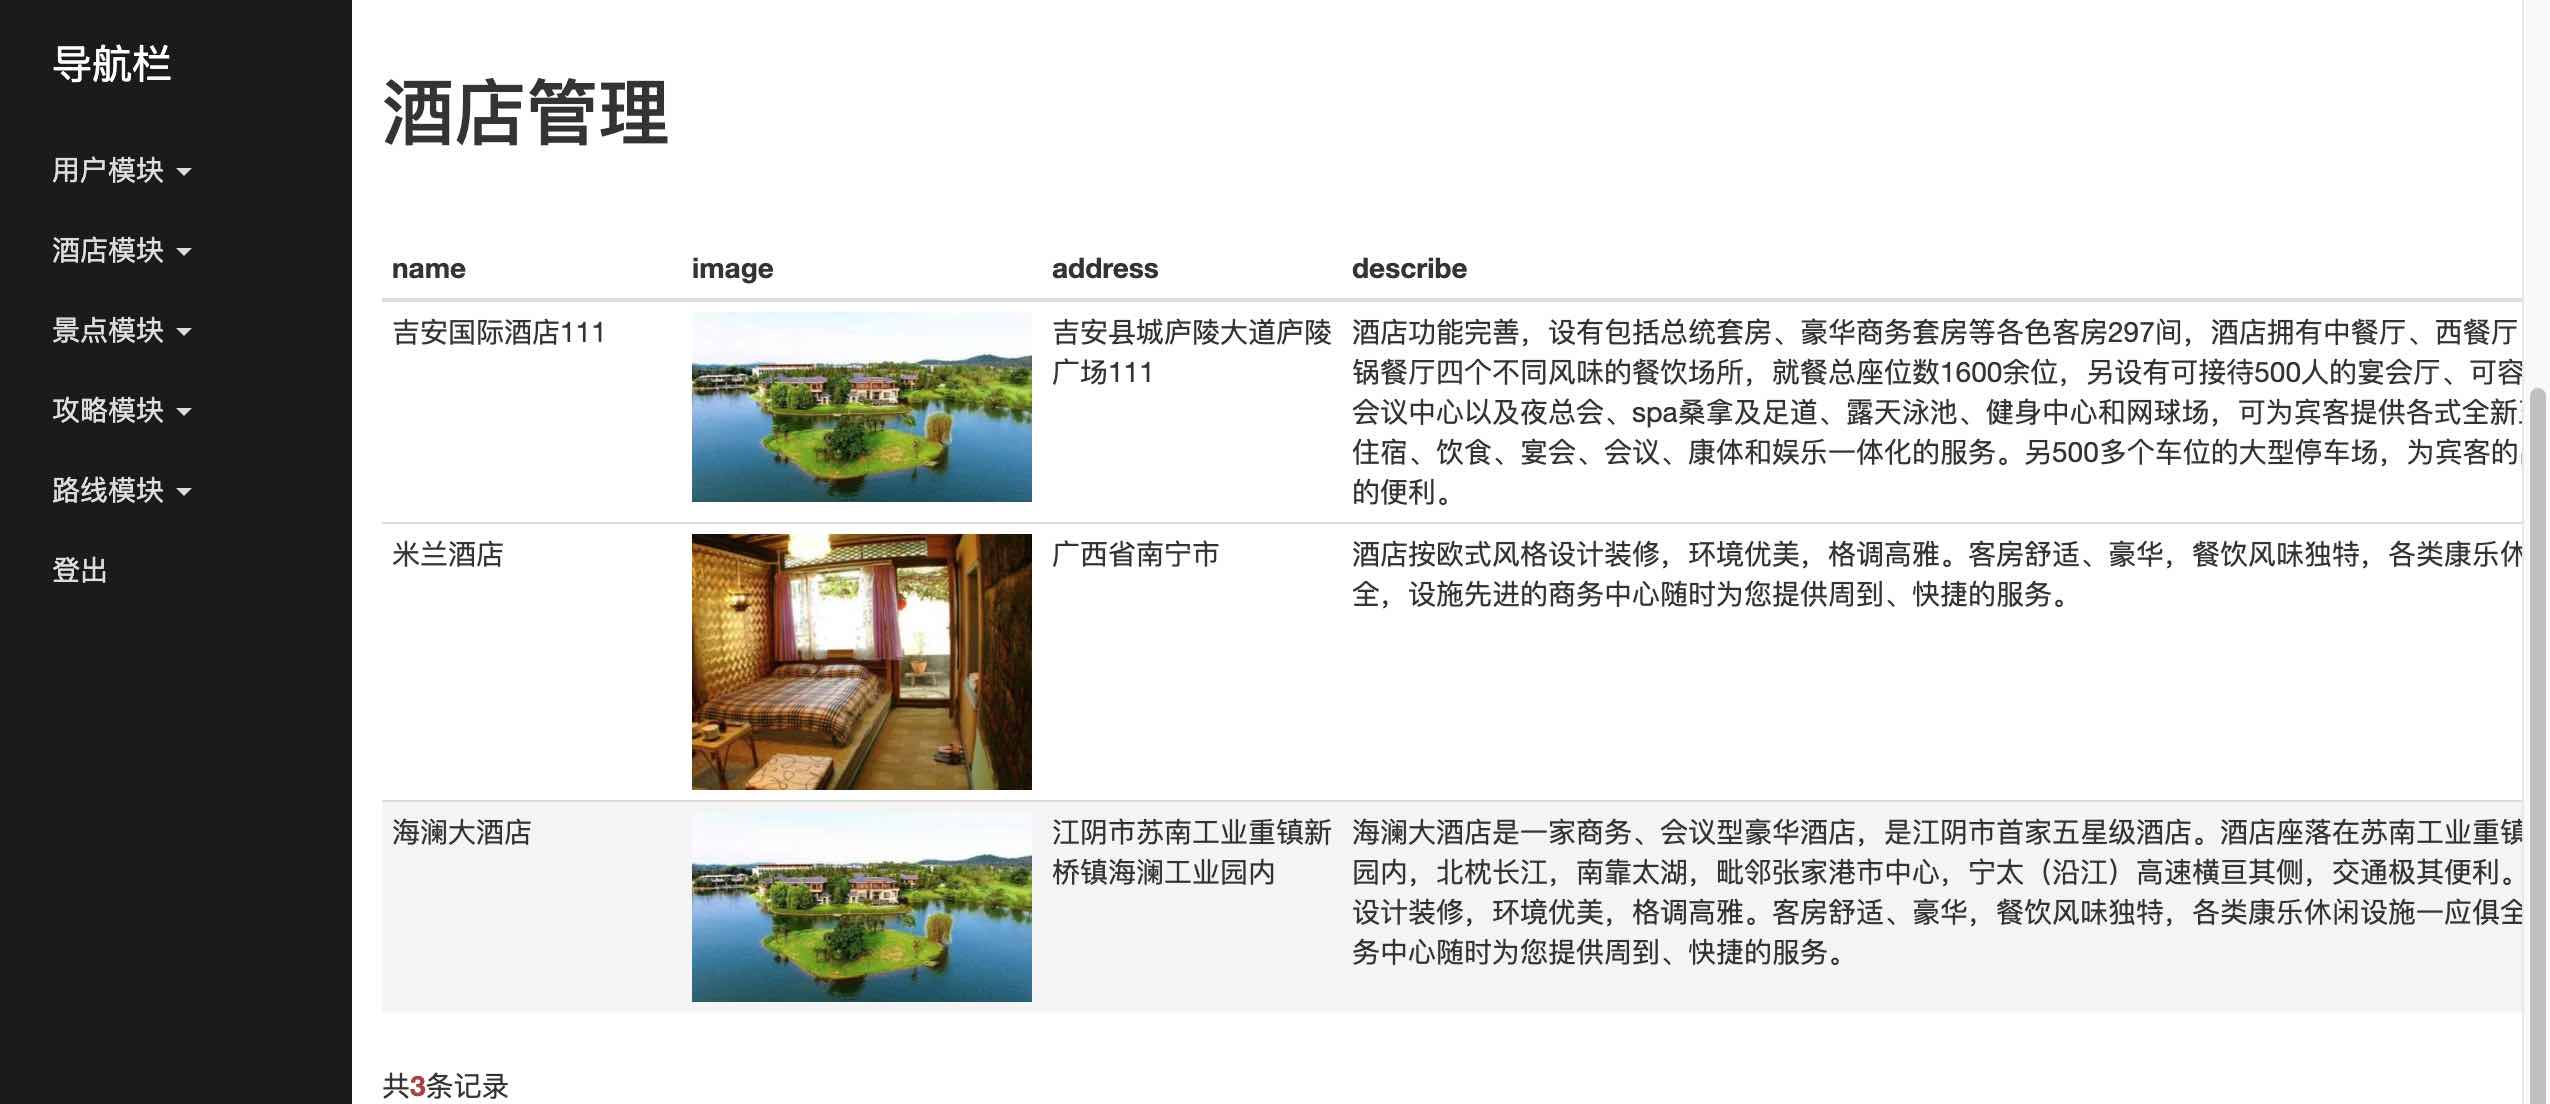 导航栏
用户模块
酒店模块
景点模块
攻略模块
路线模块
登出
酒店管理
name image address describe
吉安国际酒店111
吉安县城庐陵大道庐陵
广场111
酒店功能完善，设有包括总统套房、豪华商务套房等各色客房297间，酒店拥有中餐厅、西餐厅
锅餐厅四个不同风味的餐饮场所，就餐总座位数1600余位，另设有可接待500人的宴会厅、可容
会议中心以及夜总会、spa桑拿及足道、露天泳池、健身中心和网球场，可为宾客提供各式全新
住宿、饮食、宴会、会议、康体和娱乐一体化的服务。另500多个车位的大型停车场，为宾客的
的便利。
米兰酒店
广西省南宁市
酒店按欧式风格设计装修，环境优美，格调高雅。客房舒适、豪华，餐饮风味独特，各类康乐休
全，设施先进的商务中心随时为您提供周到、快捷的服务。
海澜大酒店
江阴市苏南工业重镇新
桥镇海澜工业园内
海澜大酒店是一家商务、会议型豪华酒店，是江阴市首家五星级酒店。酒店座落在苏南工业重镇
园内，北枕长江，南靠太湖，毗邻张家港市中心，宁太（沿江）高速横亘其侧，交通极其便利。
设计装修，环境优美，格调高雅。客房舒适、豪华，餐饮风味独特，各类康乐休闲设施一应俱全
务中心随时为您提供周到、快捷的服务。
共3条记录